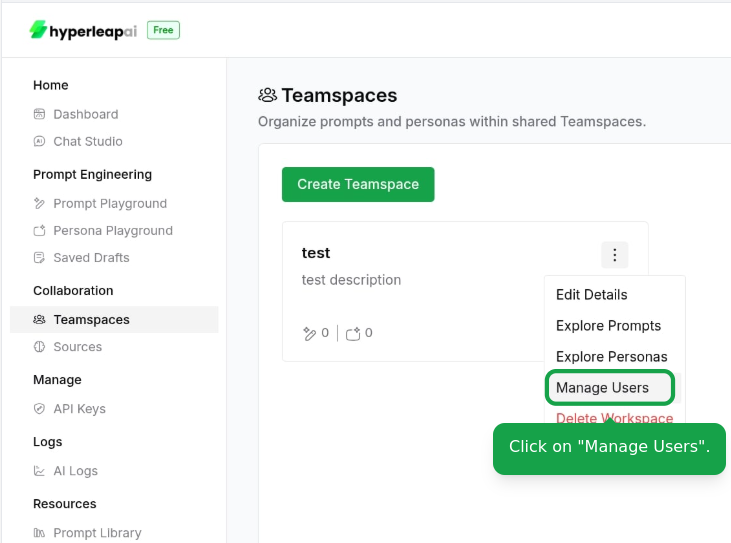 hyperleapai Free
Home
Dashboard
Chat Studio
Prompt Engineering
Prompt Playground
Persona Playground
Saved Drafts
Collaboration
Teamspaces
Sources
Manage
API Keys
Logs
AI Logs
Resources
Prompt Library
Teamspaces
Organize prompts and personas within shared Teamspaces.
Create Teamspace
test
test description
0 0
Edit Details
Explore Prompts
Explore Personas
Manage Users
Delete Workspace
Click on "Manage Users".